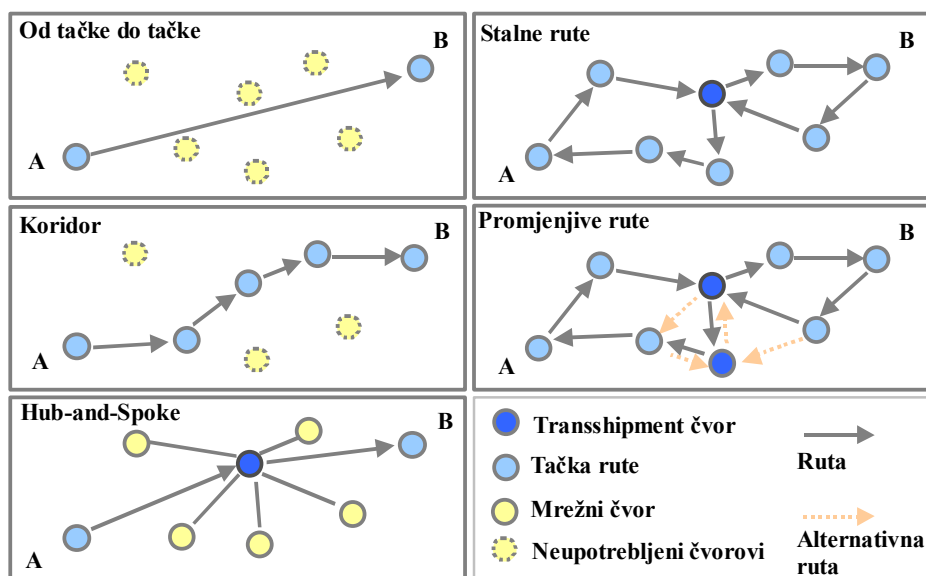 Od tačke do tačke
B
A
Stalne rute
B
A
Koridor
B
A
Promjenjive rute
B
A
Hub-and-Spoke
B
A
Transshipment čvor
Tačka rute
Mrežni čvor
Neupotrebljeni čvorovi
Ruta
Alternativna
ruta